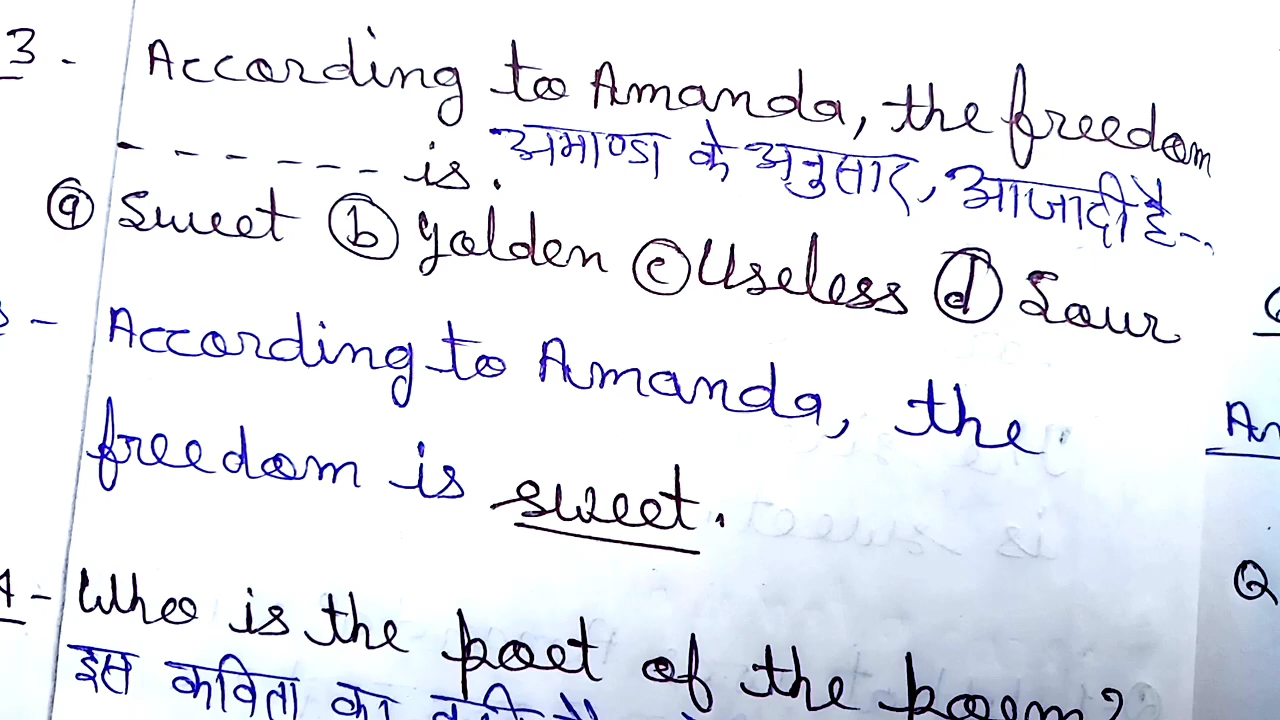 3. According to Amanda, the freedom
------- is. अमाण्डा के अनुसार, आजादी है--
(a) Sweet (b) golden (c) Useless (d) Sour
- According to Amanda, the
freedom is sweet.
4 - Who is the poet of the poem?
इस कविता का
An
Q